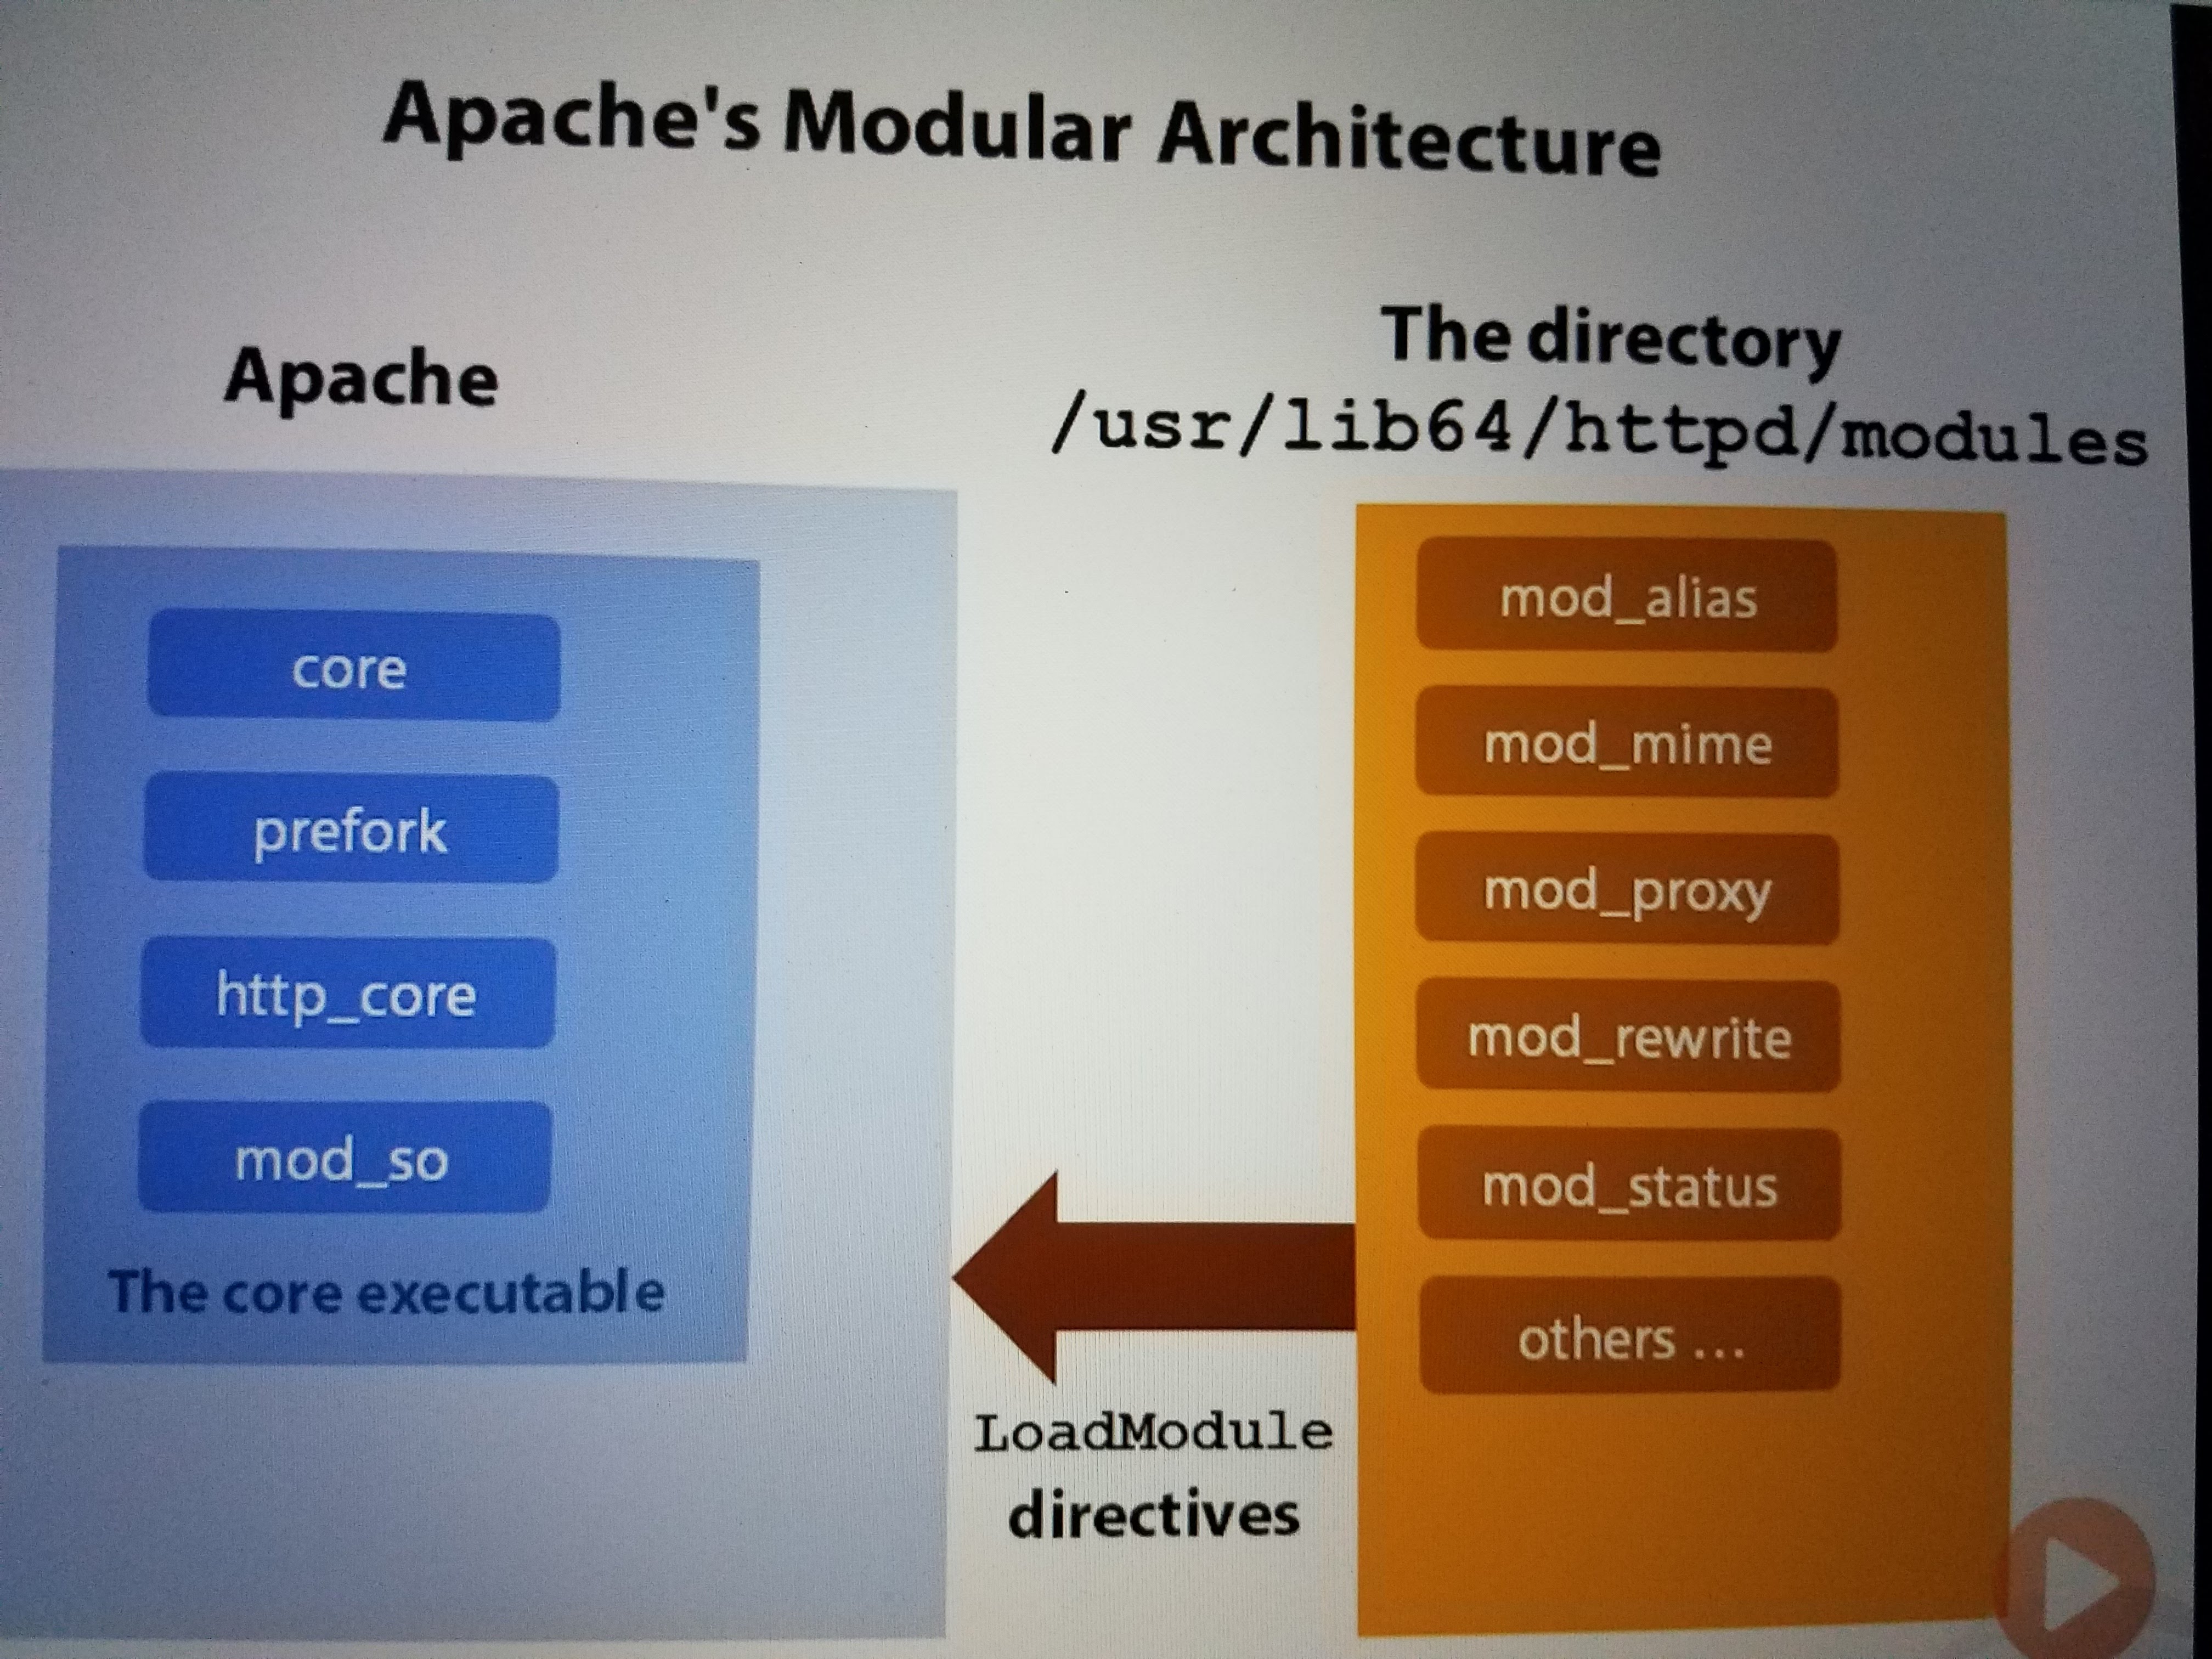 Apache's Modular Architecture
Apache
core
prefork
http_core
mod_so
The core executable
The directory
/usr/lib64/httpd/modules
mod_alias
mod_mime
mod_proxy
mod_rewrite
mod_status
others ...
LoadModule
directives